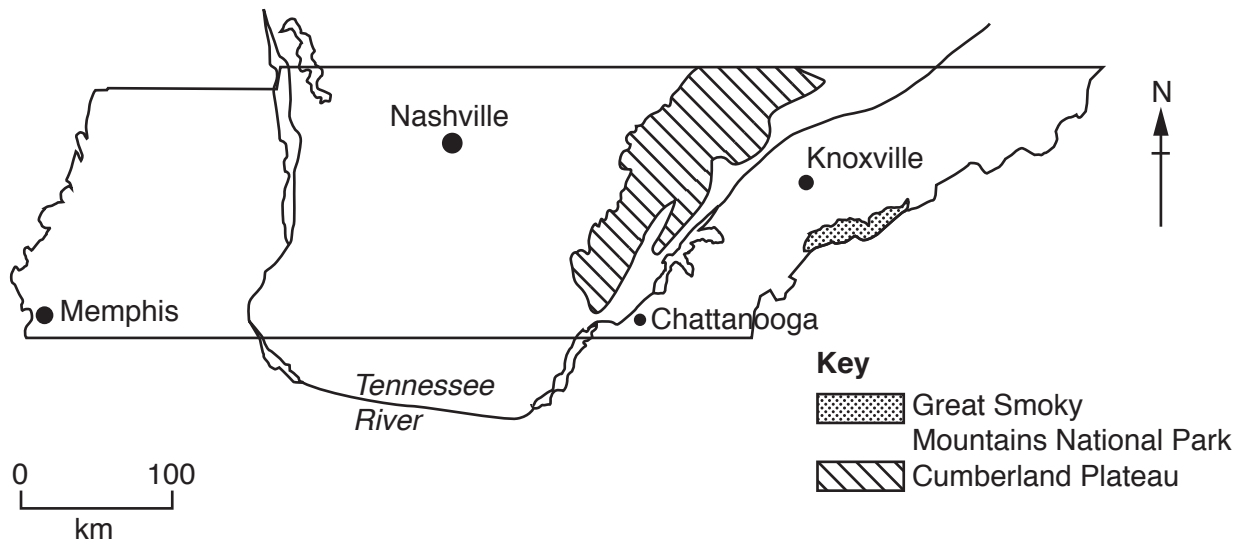 N
Nashville
Knoxville
Memphis
Chattanooga
Tennessee
River
Key
Great Smoky
Mountains National Park
Cumberland Plateau
0 100
km